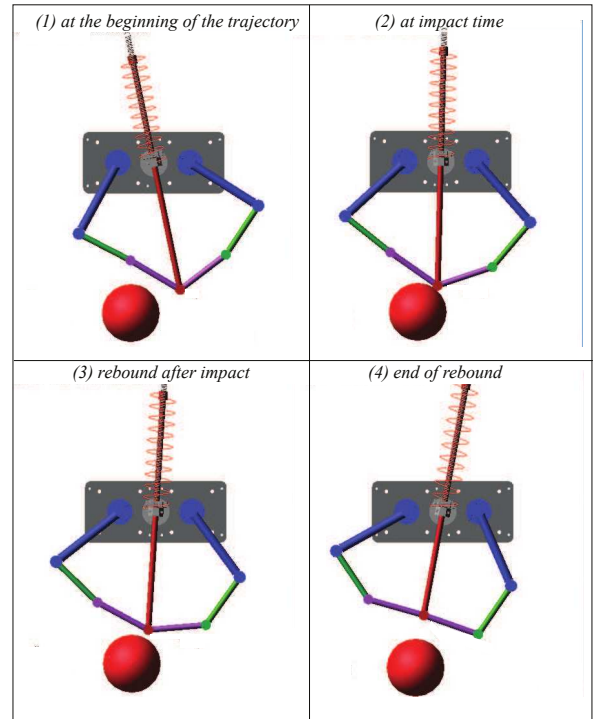 (1) at the beginning of the trajectory
(2) at impact time
(3) rebound after impact
(4) end of rebound